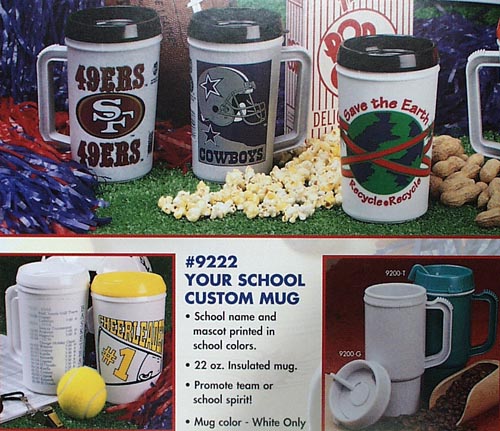 49ERS
SF
49ERS
COWBOYS
POP
DELI
Save the Earth
Recycle • Recycle
#9222
YOUR SCHOOL
CUSTOM MUG
• School name and
mascot printed in
school colors.
• 22 oz. Insulated mug.
• Promote team or
school spirit!
• Mug color - White Only
CHEERLEADER
#1
9200-T
9200-G